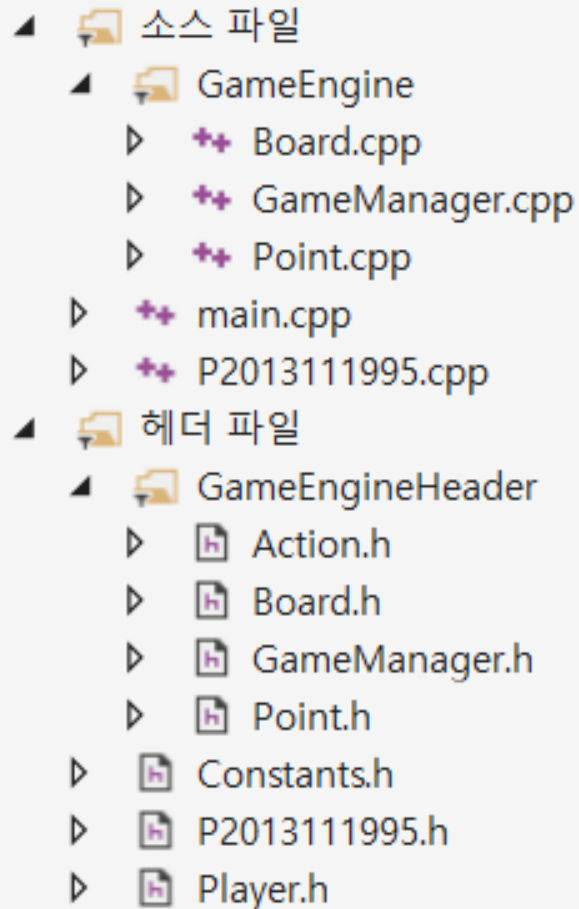 소스 파일
GameEngine
Board.cpp
GameManager.cpp
Point.cpp
main.cpp
P2013111995.cpp
헤더 파일
GameEngineHeader
Action.h
Board.h
GameManager.h
Point.h
Constants.h
P2013111995.h
Player.h